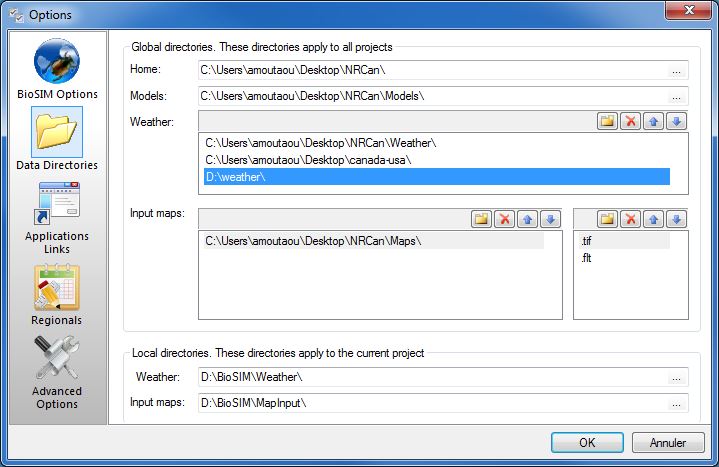 Options
BioSIM Options
Data Directories
Applications
Links
Regionals
Advanced
Options
Global directories. These directories apply to all projects
Home: C:\Users\amoutaou\Desktop\NRCan\ ...
Models: C:\Users\amoutaou\Desktop\NRCan\Models\ ...
Weather:
C:\Users\amoutaou\Desktop\NRCan\Weather\
C:\Users\amoutaou\Desktop\canada-usa\
D:\weather\
Input maps:
C:\Users\amoutaou\Desktop\NRCan\Maps\
.tif
.flt
Local directories. These directories apply to the current project
Weather: D:\BioSIM\Weather\ ...
Input maps: D:\BioSIM\MapInput\ ...
OK Annuler